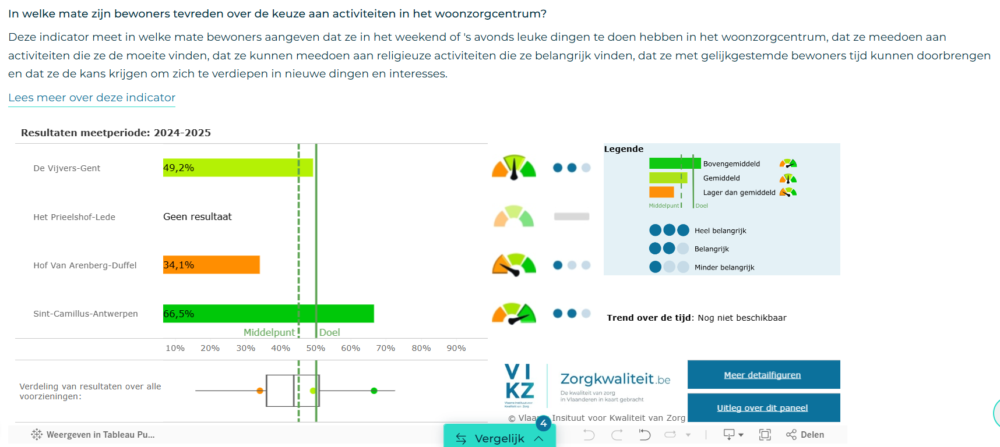 In welke mate zijn bewoners tevreden over de keuze aan activiteiten in het woonzorgcentrum?
Deze indicator meet in welke mate bewoners aangeven dat ze in het weekend of 's avonds leuke dingen te doen hebben in het woonzorgcentrum, dat ze meedoen aan
activiteiten die ze de moeite vinden, dat ze kunnen meedoen aan religieuze activiteiten die ze belangrijk vinden, dat ze met gelijkgestemde bewoners tijd kunnen doorbrengen
en dat ze de kans krijgen om zich te verdiepen in nieuwe dingen en interesses.
Lees meer over deze indicator
Resultaten meetperiode: 2024-2025
De Vijvers-Gent
49,2%
Het Prieelshof-Lede
Geen resultaat
Hof Van Arenberg-Duffel
34,1%
Sint-Camillus-Antwerpen
66,5%
Middelpunt
Doel
10% 20% 30% 40% 50% 60% 70% 80% 90%
Verdeling van resultaten over alle
voorzieningen:
Legende
Bovengemiddeld
Gemiddeld
Lager dan gemiddeld
Middelpunt
Doel
Heel belangrijk
Belangrijk
Minder belangrijk
Trend over de tijd: Nog niet beschikbaar
VI
KZ
Vlaams Instituut voor
Kwaliteit van Zorg
Zorgkwaliteit.be
De kwaliteit van zorg
in Vlaanderen in kaart gebracht
Meer detailfiguren
Uitleg over dit paneel
© Vlaa Insituut voor Kwaliteit van Zorg
Weergeven in Tableau Pu...
4
Vergelijk
Delen